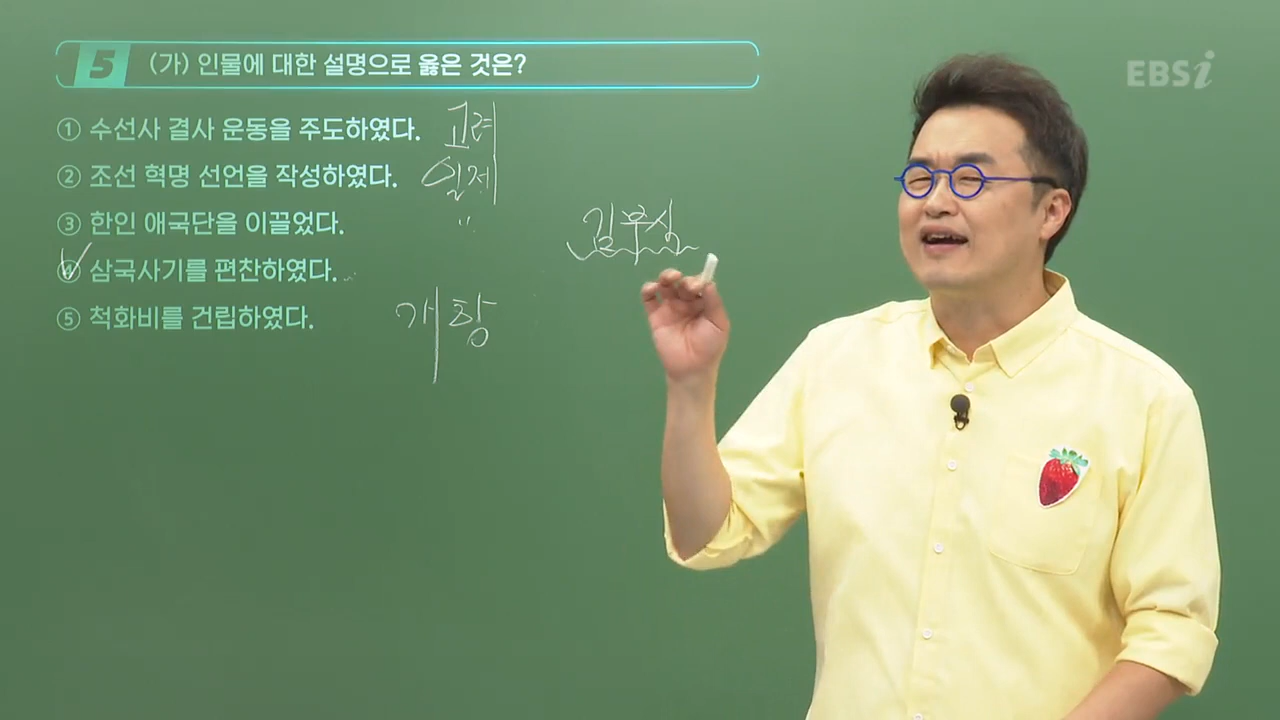 5 (가) 인물에 대한 설명으로 옳은 것은?
EBSi
① 수선사 결사 운동을 주도하였다. 고려
② 조선 혁명 선언을 작성하였다. 일제
③ 한인 애국단을 이끌었다. "
김부식
④ 삼국사기를 편찬하였다.
⑤ 척화비를 건립하였다. 개항